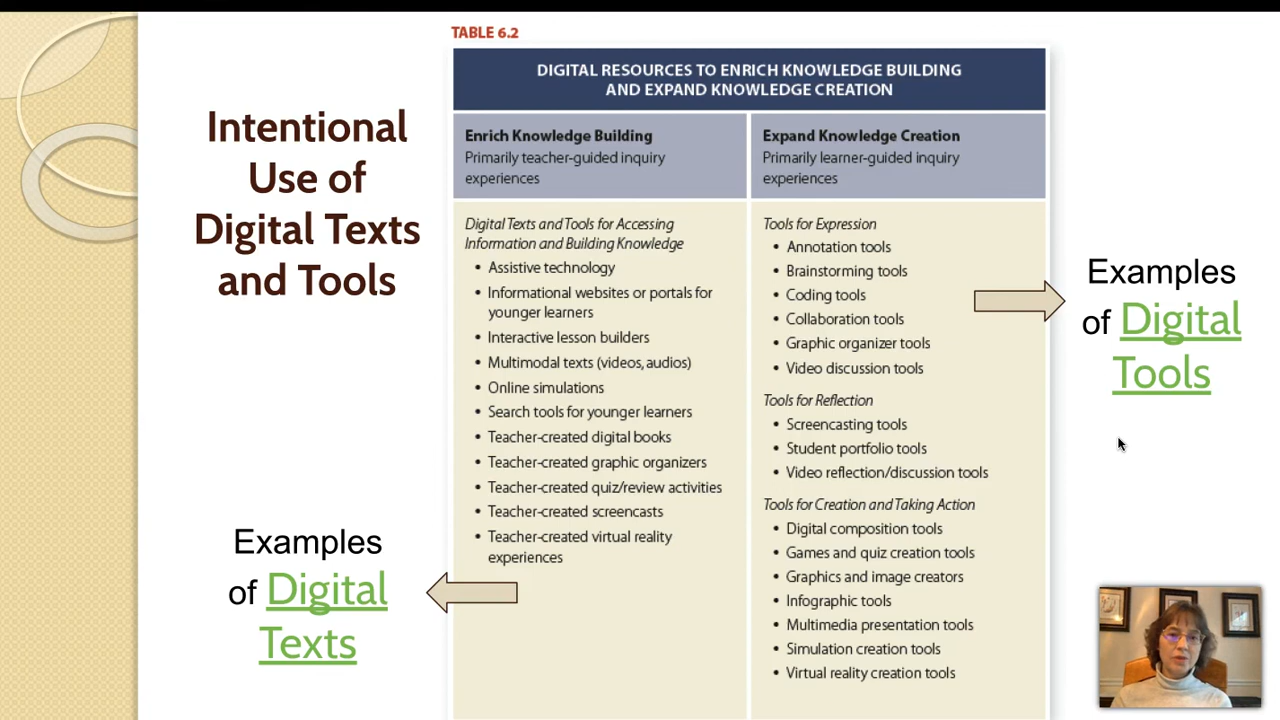 Intentional
Use of
Digital Texts
and Tools
Examples
of Digital
Texts
TABLE 6.2
DIGITAL RESOURCES TO ENRICH KNOWLEDGE BUILDING
AND EXPAND KNOWLEDGE CREATION
Enrich Knowledge Building
Primarily teacher-guided inquiry
experiences
Digital Texts and Tools for Accessing
Information and Building Knowledge
• Assistive technology
• Informational websites or portals for
younger learners
• Interactive lesson builders
• Multimodal texts (videos, audios)
• Online simulations
• Search tools for younger learners
• Teacher-created digital books
• Teacher-created graphic organizers
• Teacher-created quiz/review activities
• Teacher-created screencasts
• Teacher-created virtual reality
experiences
Expand Knowledge Creation
Primarily learner-guided inquiry
experiences
Tools for Expression
• Annotation tools
• Brainstorming tools
• Coding tools
• Collaboration tools
• Graphic organizer tools
• Video discussion tools
Tools for Reflection
• Screencasting tools
• Student portfolio tools
• Video reflection/discussion tools
Tools for Creation and Taking Action
• Digital composition tools
• Games and quiz creation tools
• Graphics and image creators
• Infographic tools
• Multimedia presentation tools
• Simulation creation tools
• Virtual reality creation tools
Examples
of Digital
Tools